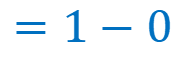 = 1 − 0